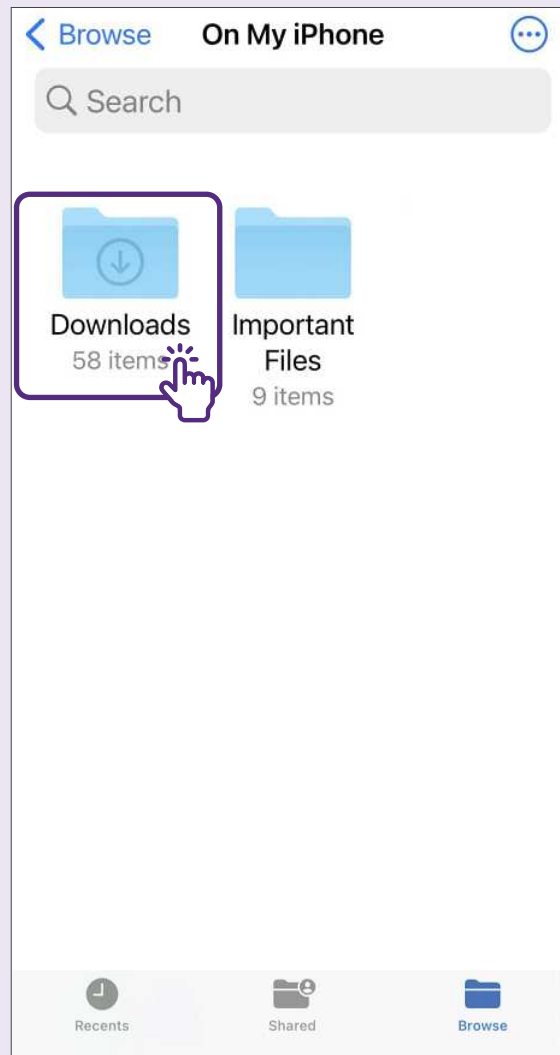 Browse On My iPhone
Search
Downloads
58 items
Important
Files
9 items
Recents Shared Browse